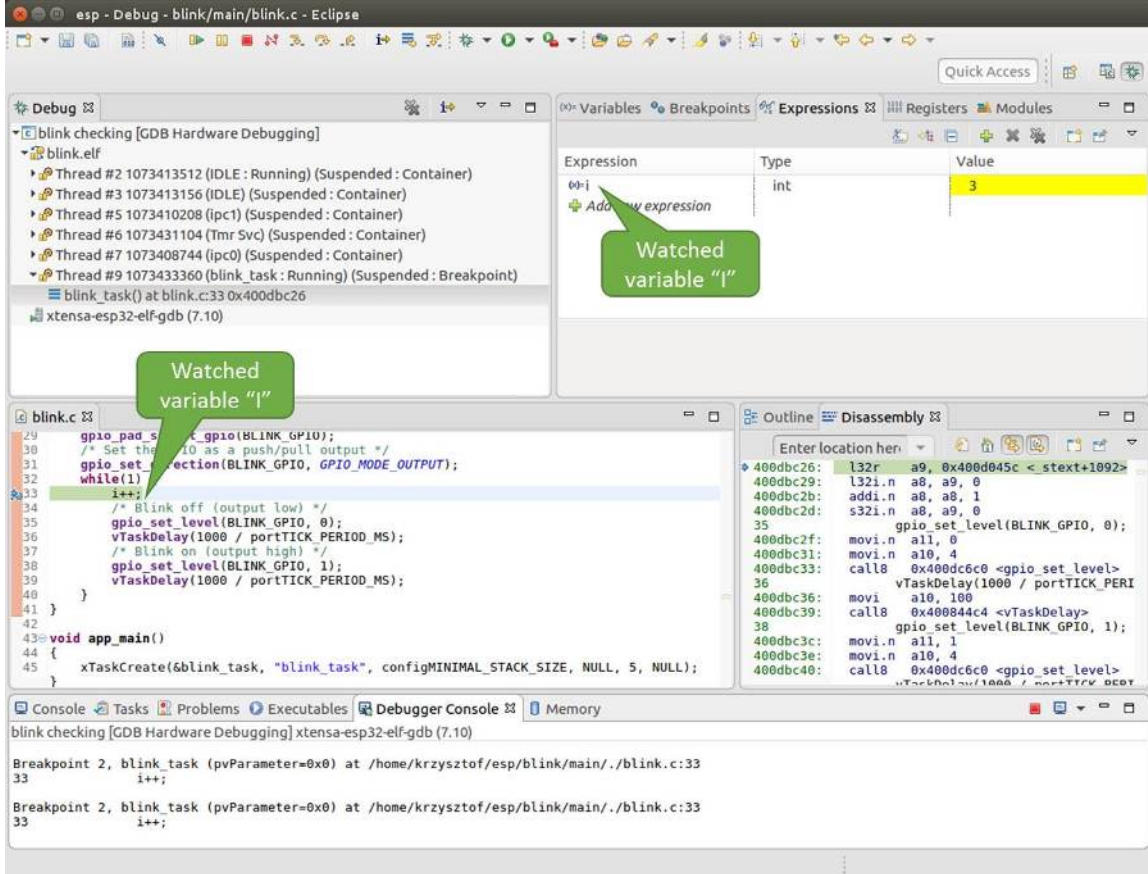 esp - Debug - blink/main/blink.c - Eclipse
Quick Access
Debug
blink checking [GDB Hardware Debugging]
blink.elf
Thread #2 1073413512 (IDLE : Running) (Suspended : Container)
Thread #3 1073413156 (IDLE) (Suspended : Container)
Thread #5 1073410208 (ipc1) (Suspended : Container)
Thread #6 1073431104 (Tmr Svc) (Suspended : Container)
Thread #7 1073408744 (ipc0) (Suspended : Container)
Thread #9 1073433360 (blink_task : Running) (Suspended : Breakpoint)
blink_task() at blink.c:33 0x400dbc26
xtensa-esp32-elf-gdb (7.10)
Variables Breakpoints Expressions Registers Modules
Expression Type Value
i int 3
Add expression
Watched
variable "I"
Watched
variable "I"
blink.c
29 gpio_pad_s t_gpio(BLINK_GPIO);
30 /* Set the IO as a push/pull output */
31 gpio_set_direction(BLINK_GPIO, GPIO_MODE_OUTPUT);
32 while(1)
33 i++;
34 /* Blink off (output low) */
35 gpio_set_level(BLINK_GPIO, 0);
36 vTaskDelay(1000 / portTICK_PERIOD_MS);
37 /* Blink on (output high) */
38 gpio_set_level(BLINK_GPIO, 1);
39 vTaskDelay(1000 / portTICK_PERIOD_MS);
40 }
41 }
42
43 void app_main()
44 {
45 xTaskCreate(&blink_task, "blink_task", configMINIMAL_STACK_SIZE, NULL, 5, NULL);
}
Outline Disassembly
Enter location her
400dbc26: l32r a9, 0x400d045c <_stext+1092>
400dbc29: l32i.n a8, a9, 0
400dbc2b: addi.n a8, a8, 1
400dbc2d: s32i.n a8, a9, 0
35 gpio_set_level(BLINK_GPIO, 0);
400dbc2f: movi.n a11, 0
400dbc31: movi.n a10, 4
400dbc33: call8 0x400dc6c0 <gpio_set_level>
36 vTaskDelay(1000 / portTICK_PERI
400dbc36: movi a10, 100
400dbc39: call8 0x400844c4 <vTaskDelay>
38 gpio_set_level(BLINK_GPIO, 1);
400dbc3c: movi.n a11, 1
400dbc3e: movi.n a10, 4
400dbc40: call8 0x400dc6c0 <gpio_set_level>
vTaskDelay(1000 / portTICK_PERI
Console Tasks Problems Executables Debugger Console Memory
blink checking [GDB Hardware Debugging] xtensa-esp32-elf-gdb (7.10)
Breakpoint 2, blink_task (pvParameter=0x0) at /home/krzysztof/esp/blink/main/./blink.c:33
33 i++;
Breakpoint 2, blink_task (pvParameter=0x0) at /home/krzysztof/esp/blink/main/./blink.c:33
33 i++;